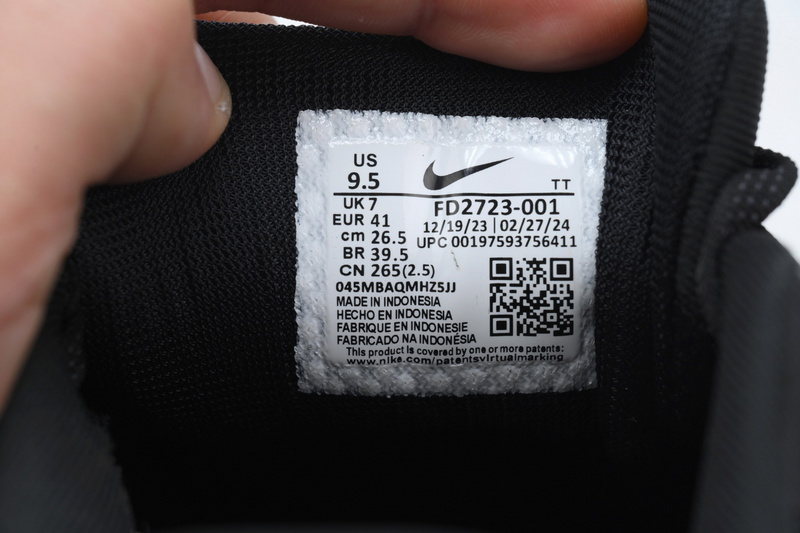 US
9.5
TT
UK 7
EUR 41
cm 26.5
BR 39.5
CN 265(2.5)
FD2723-001
12/19/23 | 02/27/24
UPC 00197593756411
045MBAQMHZ5JJ
MADE IN INDONESIA
HECHO EN INDONESIA
FABRIQUE EN INDONESIE
FABRICADO NA INDONÉSIA
This product is covered by one or more patents:
www.nike.com/patentsvirtualmarking